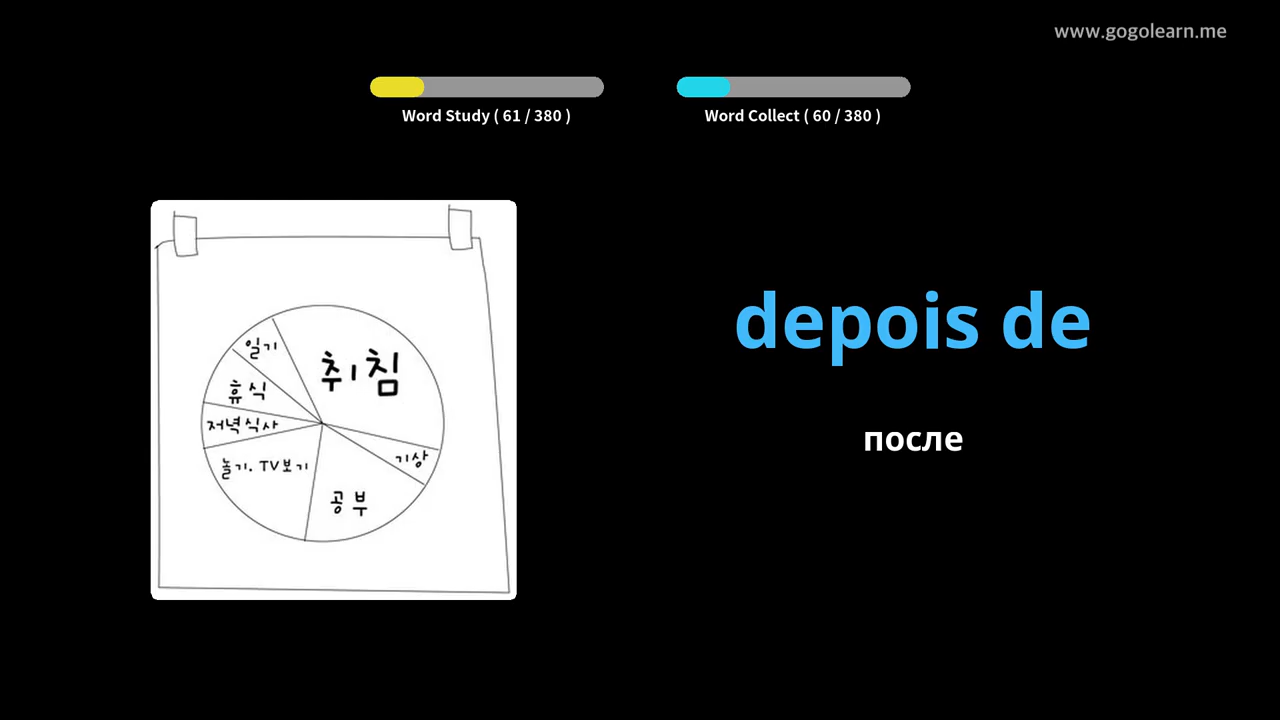 www.gogolearn.me
Word Study ( 61 / 380 )
Word Collect ( 60 / 380 )
일기
취침
휴식
저녁식사
기상
놀기. TV보기
공부
depois de
после